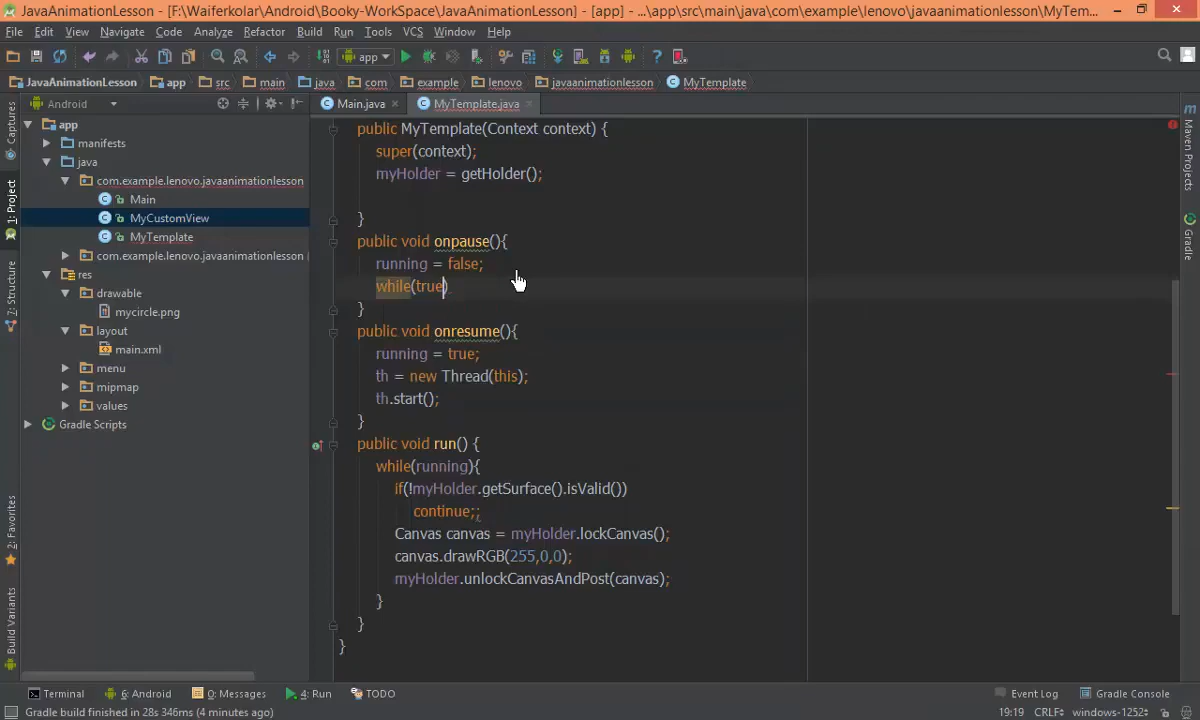 JavaAnimationLesson - [F:\Waiferkolar\Android\Booky-WorkSpace\JavaAnimationLesson] - [app] - ...\app\src\main\java\com\example\lenovo\javaanimationlesson\MyTem...
File Edit View Navigate Code Analyze Refactor Build Run Tools VCS Window Help
app
JavaAnimationLesson app src main java com example lenovo javaanimationlesson MyTemplate
Android
Main.java MyTemplate.java
app
manifests
java
com.example.lenovo.javaanimationlesson
Main
MyCustomView
MyTemplate
com.example.lenovo.javaanimationlesson
res
drawable
mycircle.png
layout
main.xml
menu
mipmap
values
Gradle Scripts
Captures
1: Project
7: Structure
2: Favorites
Build Variants
public MyTemplate(Context context) {
super(context);
myHolder = getHolder();
}
public void onpause(){
running = false;
while(true)
}
public void onresume(){
running = true;
th = new Thread(this);
th.start();
}
public void run() {
while(running){
if(!myHolder.getSurface().isValid())
continue;;
Canvas canvas = myHolder.lockCanvas();
canvas.drawRGB(255,0,0);
myHolder.unlockCanvasAndPost(canvas);
}
}
}
Maven Projects
Gradle
Terminal 6: Android 0: Messages 4: Run TODO Event Log Gradle Console
Gradle build finished in 28s 346ms (4 minutes ago) 19:19 CRLF windows-1252